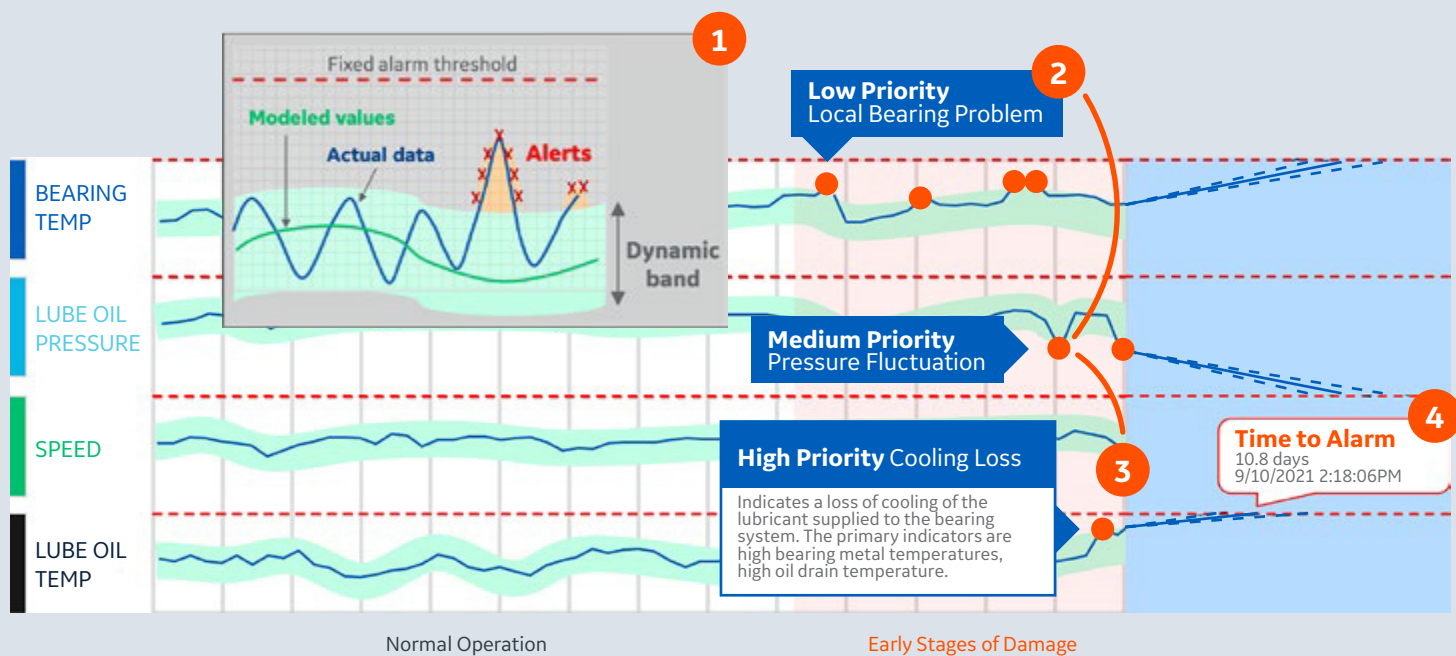 1
Fixed alarm threshold
Modeled values
Actual data
Alerts
Dynamic
band
2
Low Priority
Local Bearing Problem
BEARING
TEMP
LUBE OIL
PRESSURE
Medium Priority
Pressure Fluctuation
SPEED
3
4
Time to Alarm
10.8 days
9/10/2021 2:18:06PM
High Priority Cooling Loss
Indicates a loss of cooling of the
lubricant supplied to the bearing
system. The primary indicators are
high bearing metal temperatures,
high oil drain temperature.
LUBE OIL
TEMP
Normal Operation
Early Stages of Damage